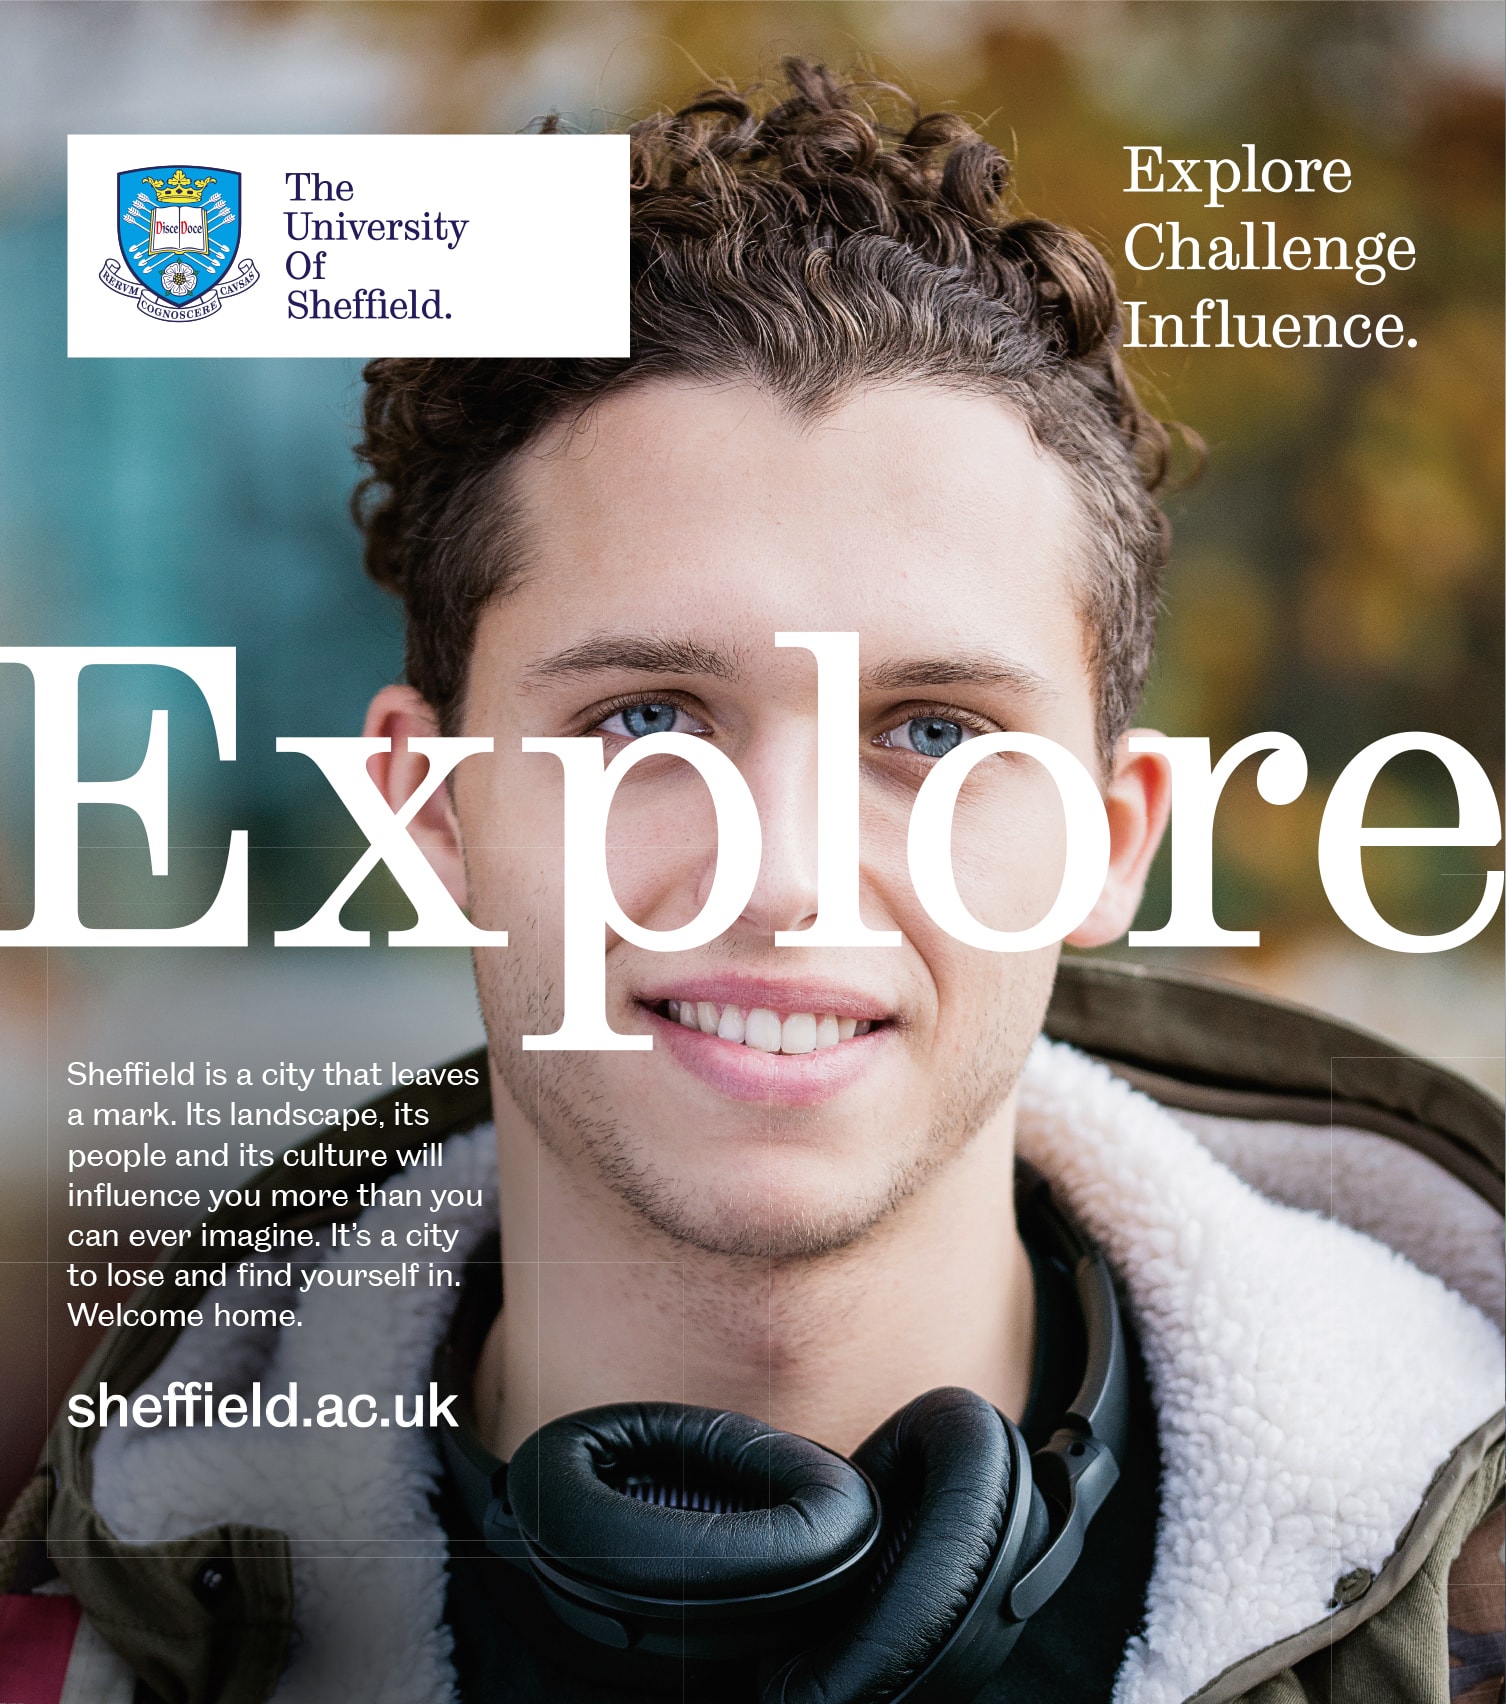 The
University
Of
Sheffield.
Disce Doce
RERVM
COGNOSCERE
CAVSAS
Explore
Challenge
Influence.
Explore
Sheffield is a city that leaves
a mark. Its landscape, its
people and its culture will
influence you more than you
can ever imagine. It’s a city
to lose and find yourself in.
Welcome home.
sheffield.ac.uk